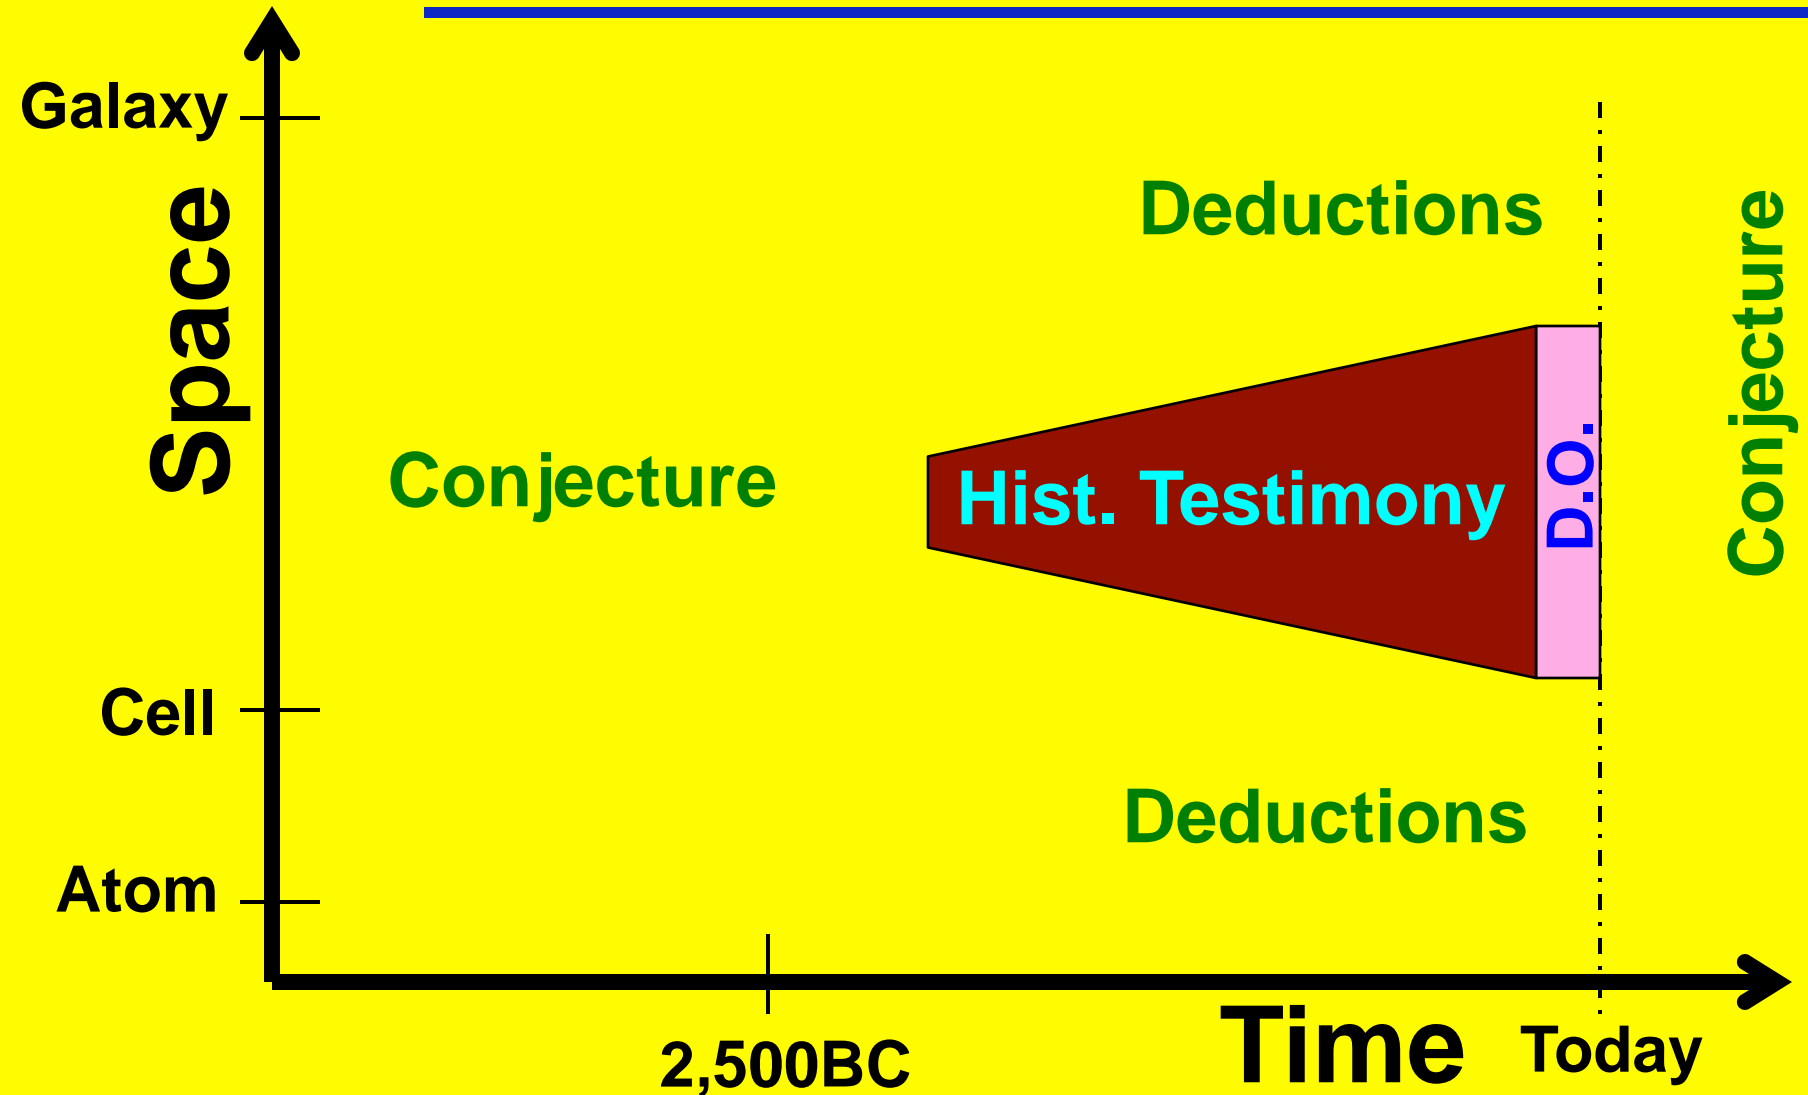 Galaxy
Space
Deductions
Conjecture
Conjecture
Hist. Testimony
D.O.
Cell
Deductions
Atom
2,500BC
Time
Today